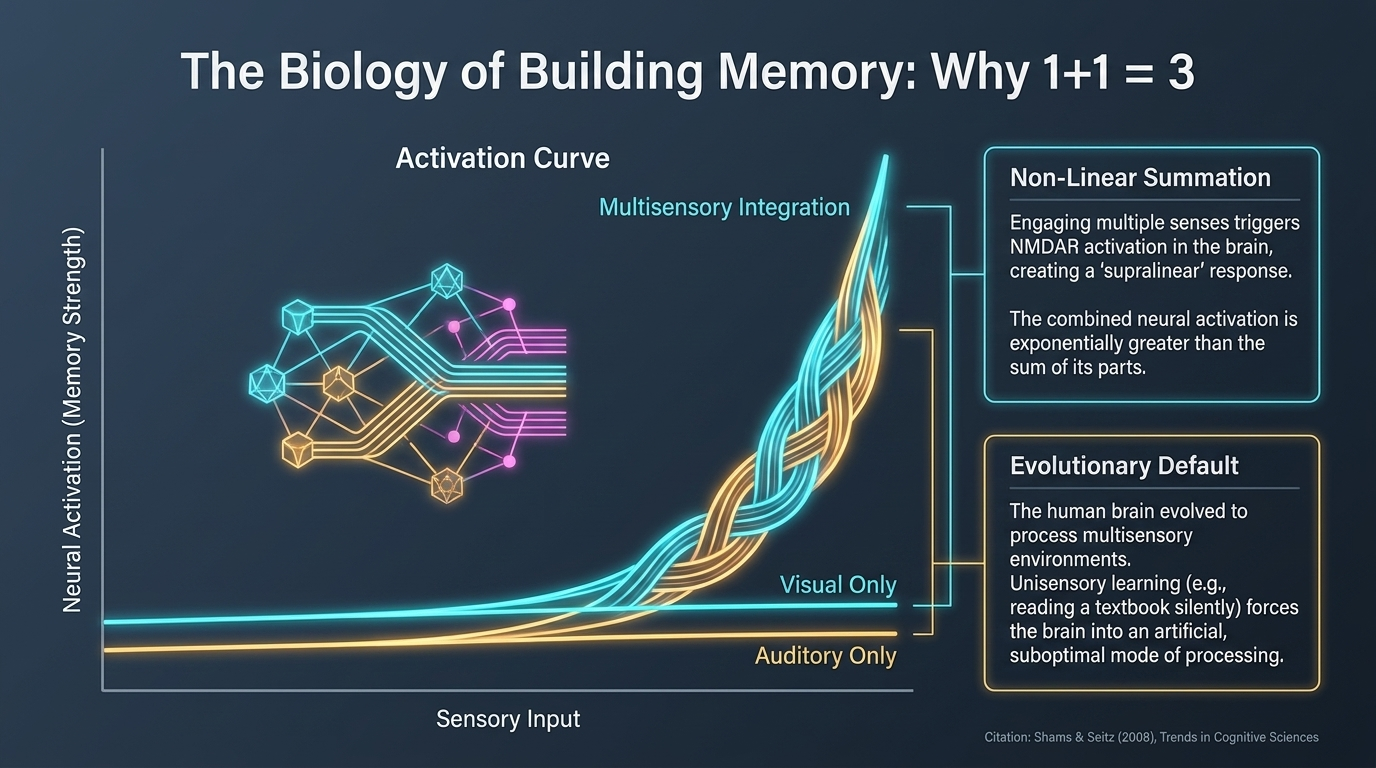 The Biology of Building Memory: Why 1+1 = 3
Activation Curve
Neural Activation (Memory Strength)
Multisensory Integration
Visual Only
Auditory Only
Sensory Input
Non-Linear Summation
Engaging multiple senses triggers
NMDAR activation in the brain,
creating a ‘supralinear’ response.
The combined neural activation is
exponentially greater than the
sum of its parts.
Evolutionary Default
The human brain evolved to
process multisensory
environments.
Unisensory learning (e.g.,
reading a textbook silently) forces
the brain into an artificial,
suboptimal mode of processing.
Citation: Shams & Seitz (2008), Trends in Cognitive Sciences